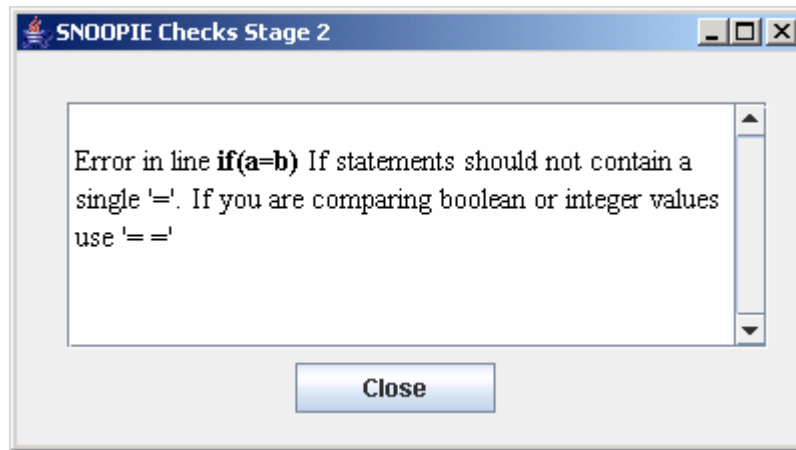 SNOOPIE Checks Stage 2
Error in line if(a=b) If statements should not contain a
single '='. If you are comparing boolean or integer values
use '= ='
Close